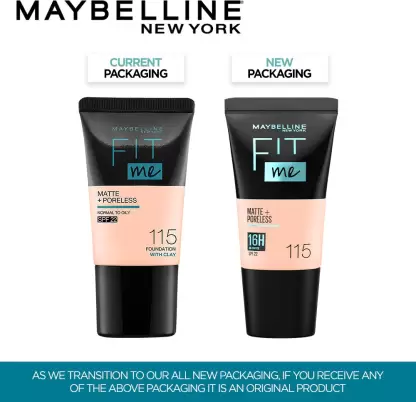 MAYBELLINE
NEW YORK
CURRENT
PACKAGING
NEW
PACKAGING
MAYBELLINE
NEW YORK
FIT
me
MATTE
+ PORELESS
NORMAL TO OILY
SPF 22
115
FOUNDATION
WITH CLAY
MAYBELLINE
NEW YORK
FIT
me
MATTE +
PORELESS
16H
SPF 22
115
AS WE TRANSITION TO OUR ALL NEW PACKAGING, IF YOU RECEIVE ANY
OF THE ABOVE PACKAGING IT IS AN ORIGINAL PRODUCT